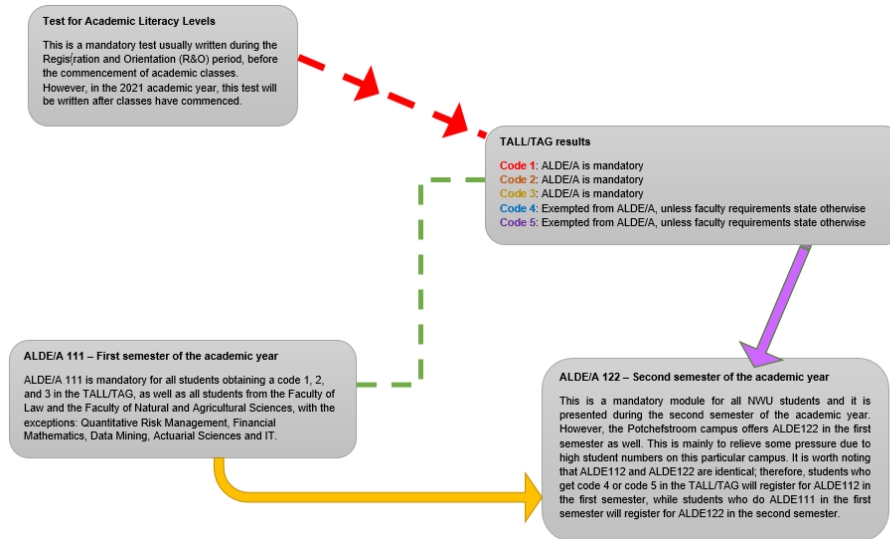 Test for Academic Literacy Levels
This is a mandatory test usually written during the
Registration and Orientation (R&O) period, before
the commencement of academic classes.
However, in the 2021 academic year, this test will
be written after classes have commenced.
TALL/TAG results
Code 1: ALDE/A is mandatory
Code 2: ALDE/A is mandatory
Code 3: ALDE/A is mandatory
Code 4: Exempted from ALDE/A, unless faculty requirements state otherwise
Code 5: Exempted from ALDE/A, unless faculty requirements state otherwise
ALDE/A 111 – First semester of the academic year
ALDE/A 111 is mandatory for all students obtaining a code 1, 2,
and 3 in the TALL/TAG, as well as all students from the Faculty of
Law and the Faculty of Natural and Agricultural Sciences, with the
exceptions: Quantitative Risk Management, Financial
Mathematics, Data Mining, Actuarial Sciences and IT.
ALDE/A 122 – Second semester of the academic year
This is a mandatory module for all NWU students and it is
presented during the second semester of the academic year.
However, the Potchefstroom campus offers ALDE122 in the first
semester as well. This is mainly to relieve some pressure due to
high student numbers on this particular campus. It is worth noting
that ALDE112 and ALDE122 are identical; therefore, students who
get code 4 or code 5 in the TALL/TAG will register for ALDE112 in
the first semester, while students who do ALDE111 in the first
semester will register for ALDE122 in the second semester.